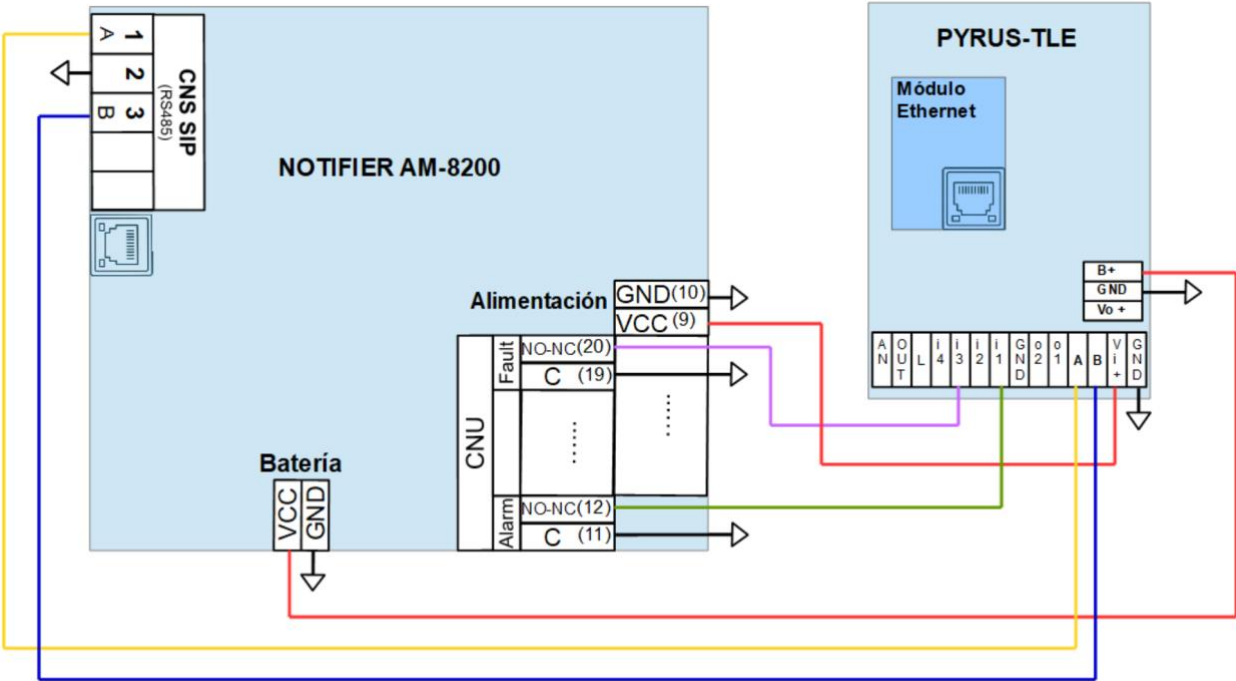 A 1
2
B 3
CNS SIP
(RS485)
NOTIFIER AM-8200
Alimentación
GND(10)
VCC (9)
CNU
Fault
NO-NC(20)
C (19)
......
......
Alarm
NO-NC(12)
C (11)
Batería
VCC
GND
PYRUS-TLE
Módulo
Ethernet
B+
GND
Vo +
AN
OUT
L
i4
i3
i2
i1
GND
o2
o1
A
B
Vi+
GND